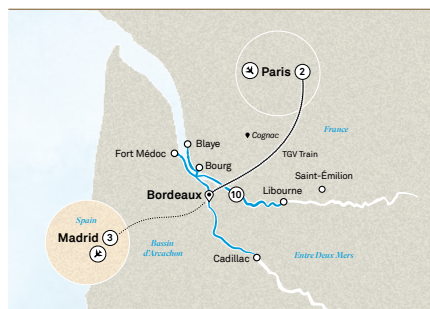 Paris 2
Cognac
France
Blaye
TGV Train
Fort Médoc
Bourg
Saint-Émilion
Bordeaux
10
Libourne
Spain
Madrid 3
Bassin
d'Arcachon
Cadillac
Entre Deux Mers